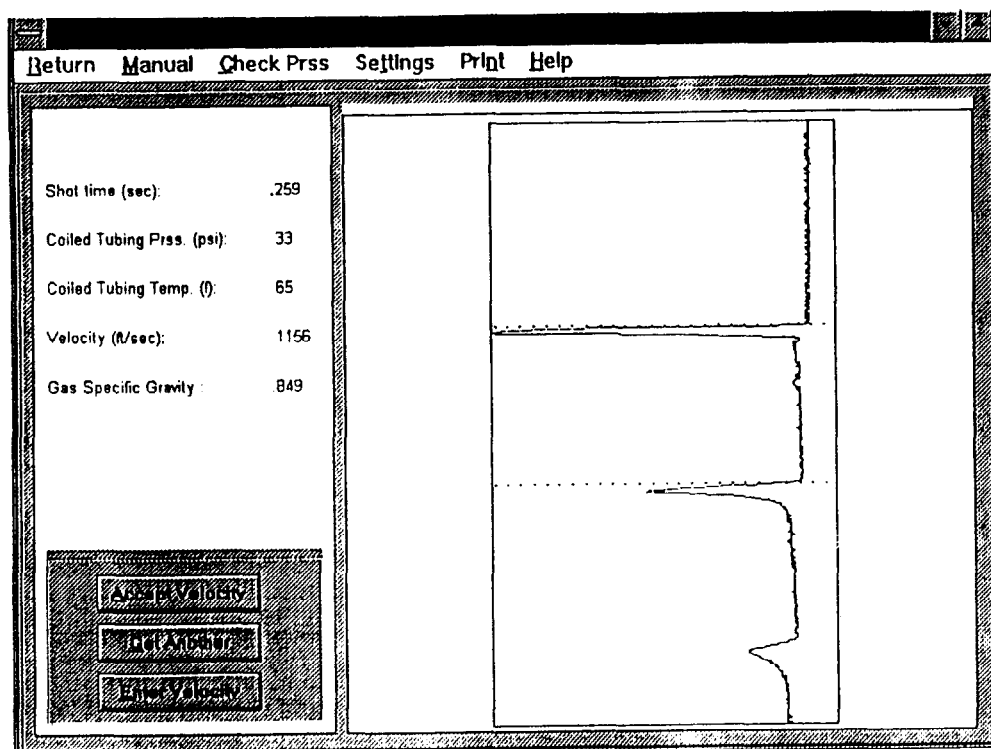 Return Manual Check Prss Settings Print Help
Shot time (sec): .259
Coiled Tubing Prss. (psi): 33
Coiled Tubing Temp. (f): 65
Velocity (ft/sec): 1156
Gas Specific Gravity : .849
Accept Velocity
Get Another
Enter Velocity